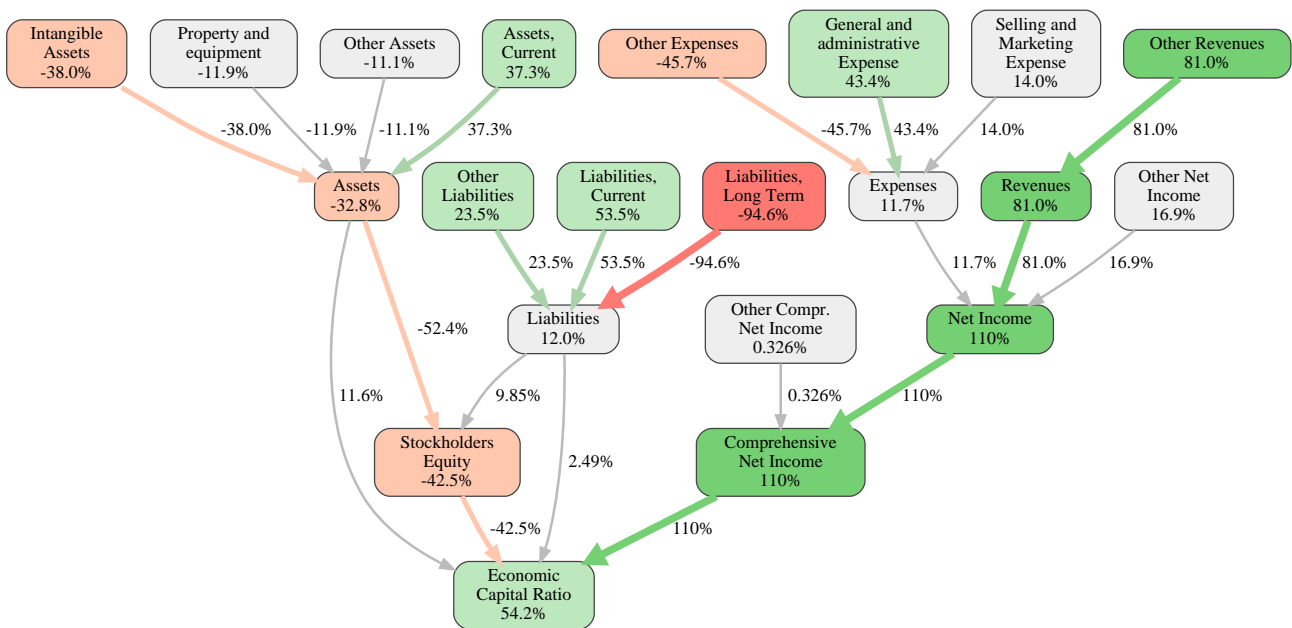 Intangible
Assets
-38.0%
Property and
equipment
-11.9%
Other Assets
-11.1%
Assets,
Current
37.3%
Other Expenses
-45.7%
General and
administrative
Expense
43.4%
Selling and
Marketing
Expense
14.0%
Other Revenues
81.0%
-38.0%
-11.9%
-11.1%
37.3%
-45.7%
43.4%
14.0%
81.0%
Assets
-32.8%
Other
Liabilities
23.5%
Liabilities,
Current
53.5%
Liabilities,
Long Term
-94.6%
Expenses
11.7%
Revenues
81.0%
Other Net
Income
16.9%
23.5%
53.5%
-94.6%
11.7%
81.0%
16.9%
Liabilities
12.0%
Other Compr.
Net Income
0.326%
Net Income
110%
-52.4%
11.6%
9.85%
0.326%
110%
Stockholders
Equity
-42.5%
2.49%
Comprehensive
Net Income
110%
-42.5%
110%
Economic
Capital Ratio
54.2%